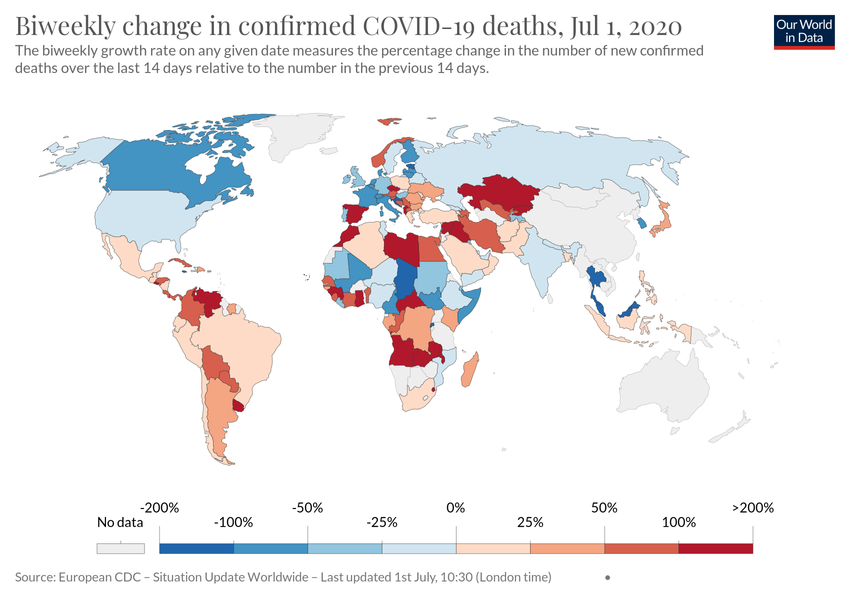 Biweekly change in confirmed COVID-19 deaths, Jul 1, 2020
Our World
in Data
The biweekly growth rate on any given date measures the percentage change in the number of new confirmed
deaths over the last 14 days relative to the number in the previous 14 days.
-200% -50% 0% 50% >200%
No data -100% -25% 25% 100%
Source: European CDC – Situation Update Worldwide – Last updated 1st July, 10:30 (London time)